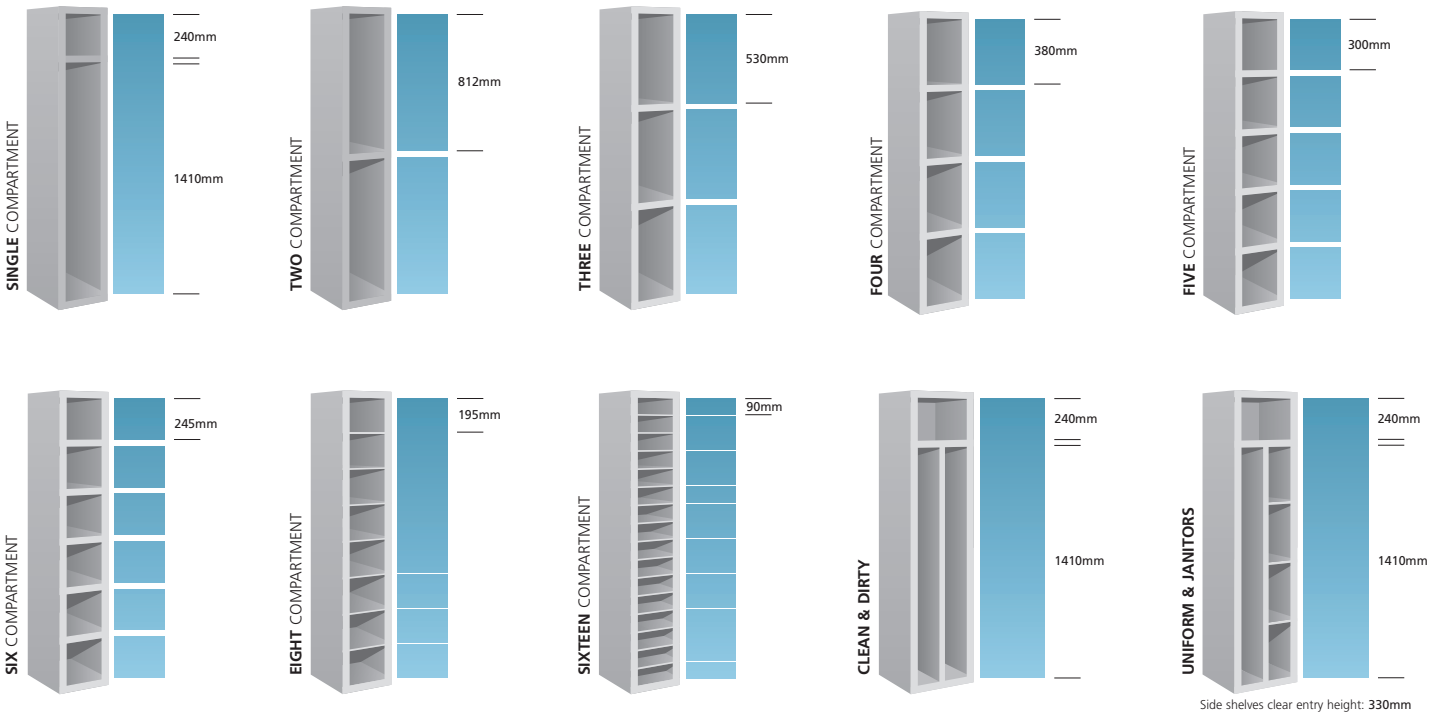 SINGLE COMPARTMENT
240mm
1410mm
TWO COMPARTMENT
812mm
THREE COMPARTMENT
530mm
FOUR COMPARTMENT
380mm
FIVE COMPARTMENT
300mm
SIX COMPARTMENT
245mm
EIGHT COMPARTMENT
195mm
SIXTEEN COMPARTMENT
90mm
CLEAN & DIRTY
240mm
1410mm
UNIFORM & JANITORS
240mm
1410mm
Side shelves clear entry height: 330mm